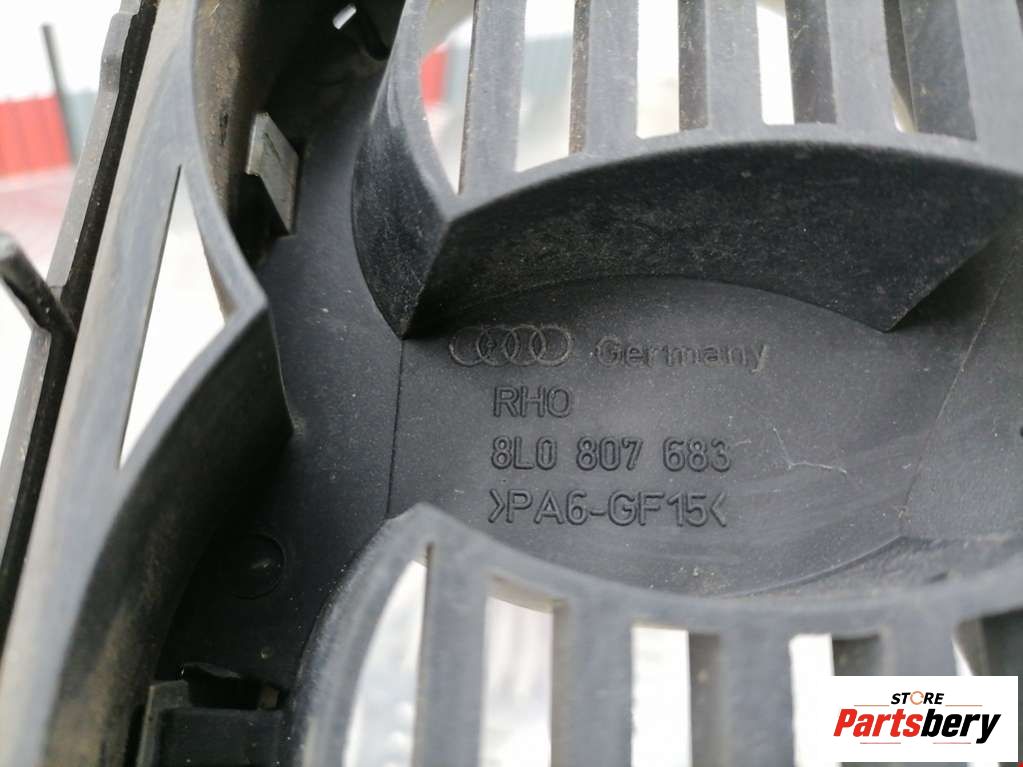 Germany
RHO
8L0 807 683
>PA6-GF15<
STORE
Partsbery